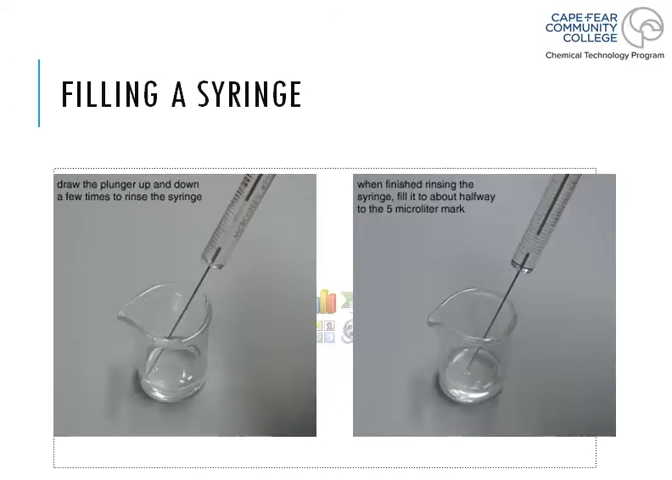 CAPE FEAR
COMMUNITY
COLLEGE
Chemical Technology Program
FILLING A SYRINGE
draw the plunger up and down
a few times to rinse the syringe
when finished rinsing the
syringe, fill it to about halfway
to the 5 microliter mark